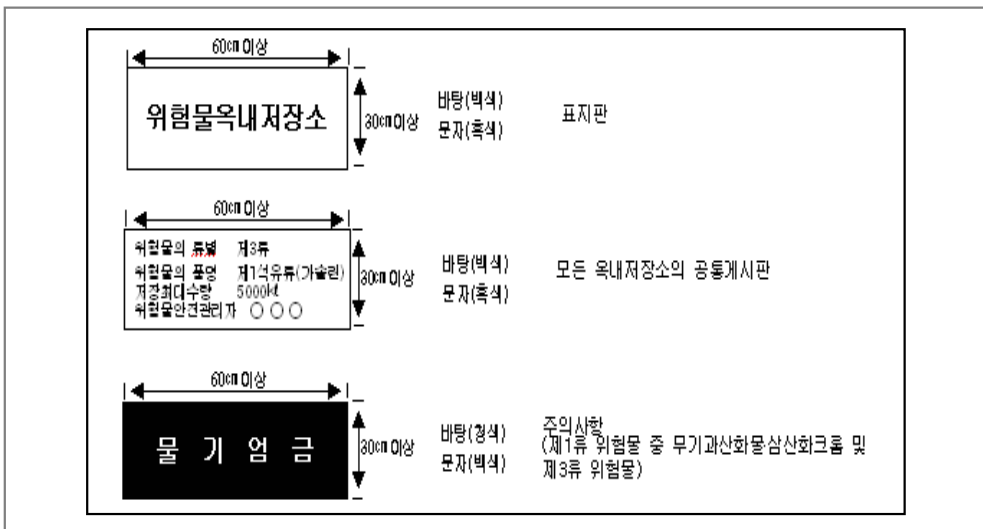 60㎝ 이상
위험물옥내저장소
30㎝ 이상
바탕(백색)
문자(흑색)
표지판
60㎝ 이상
위험물의 류별 제3류
위험물의 품명 제1석유류(가솔린)
저장최대수량 5000㎘
위험물안전관리자 ○ ○ ○
30㎝ 이상
바탕(백색)
문자(흑색)
모든 옥내저장소의 공통게시판
60㎝ 이상
물 기 엄 금
30㎝ 이상
바탕(청색)
문자(백색)
주의사항
(제1류 위험물 중 무기과산화물삼산화크롬 및
제3류 위험물)